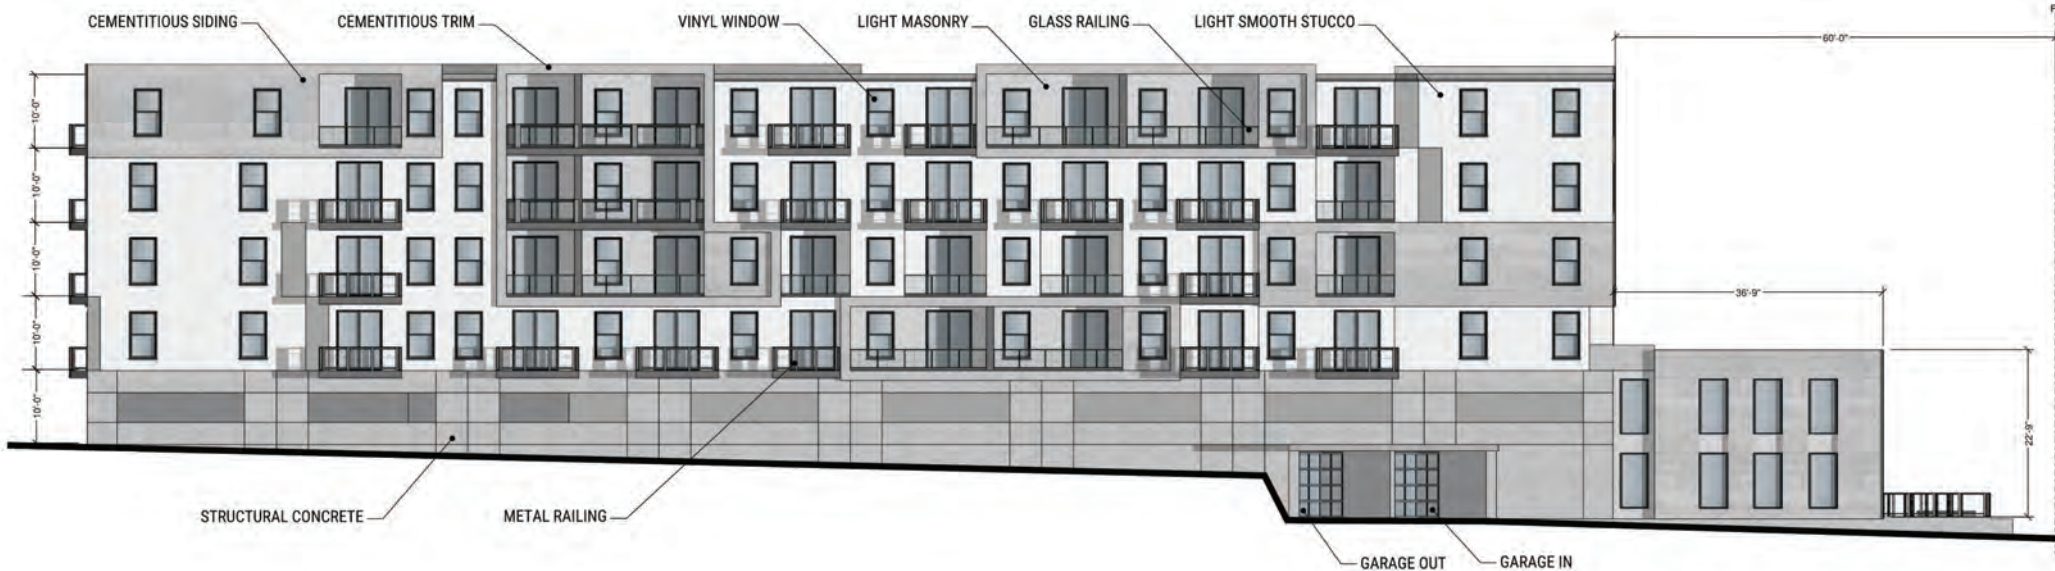 CEMENTITIOUS SIDING
CEMENTITIOUS TRIM
VINYL WINDOW
LIGHT MASONRY
GLASS RAILING
LIGHT SMOOTH STUCCO
60'-0"
10'-0"
10'-0"
10'-0"
10'-0"
10'-0"
36'-9"
22'-9"
STRUCTURAL CONCRETE
METAL RAILING
GARAGE OUT
GARAGE IN